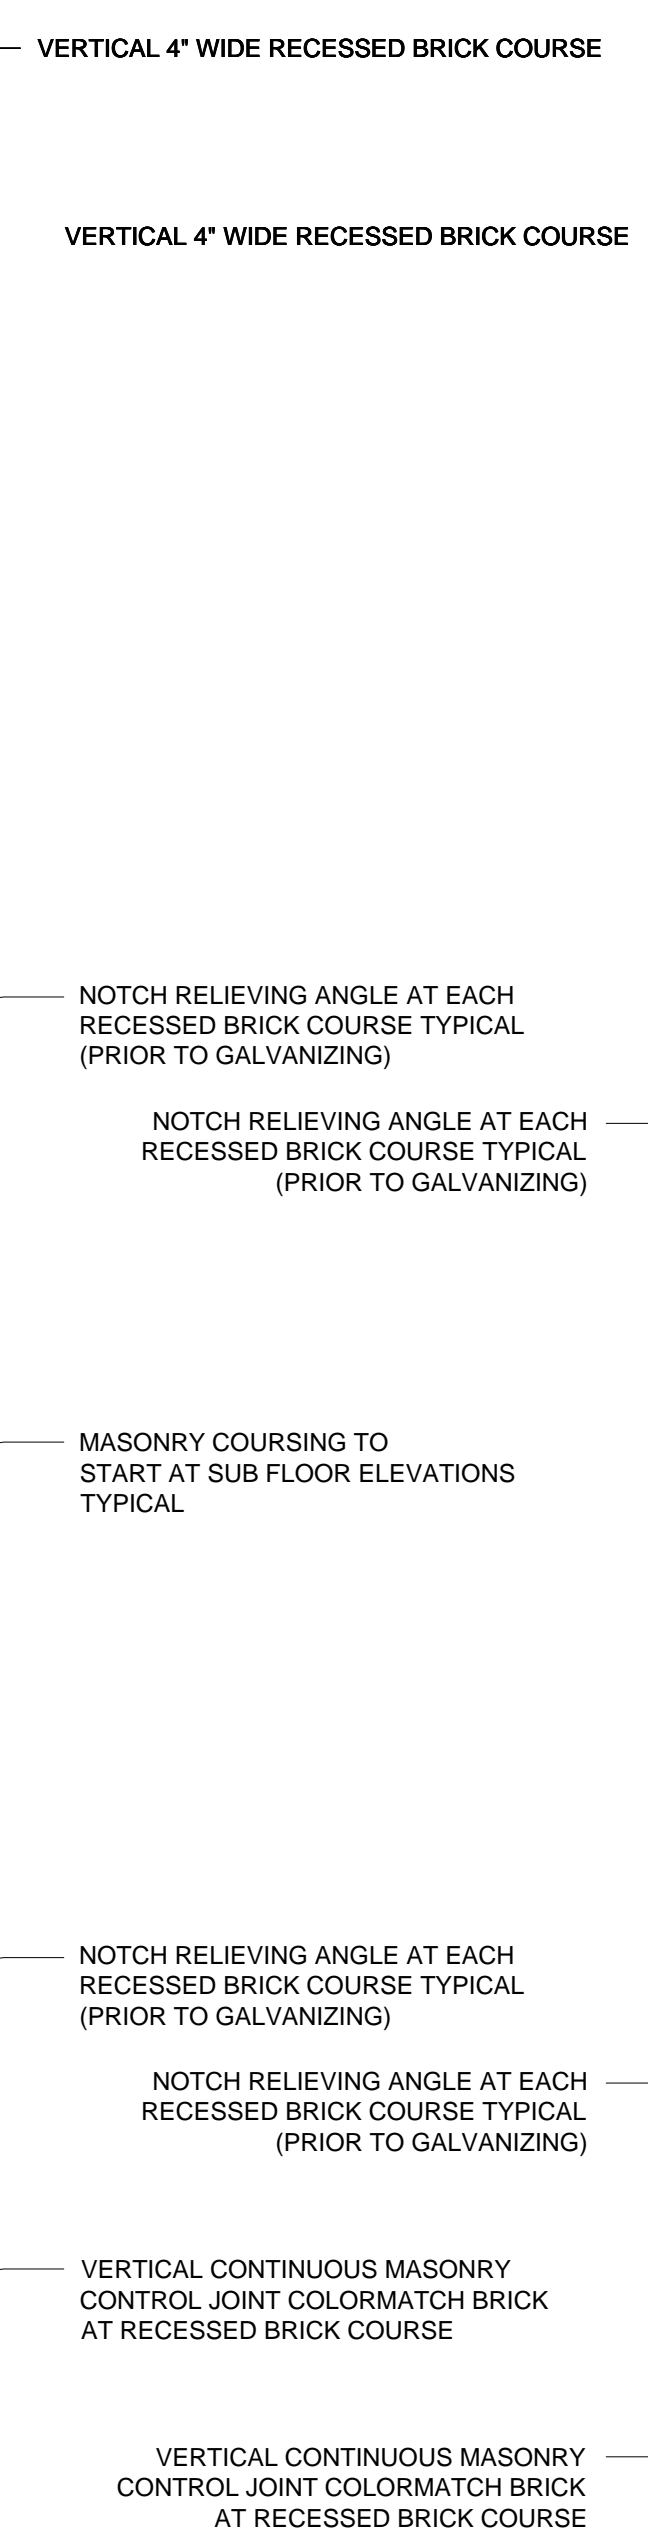 VERTICAL 4" WIDE RECESSED BRICK COURSE
VERTICAL 4" WIDE RECESSED BRICK COURSE
NOTCH RELIEVING ANGLE AT EACH
RECESSED BRICK COURSE TYPICAL
(PRIOR TO GALVANIZING)
NOTCH RELIEVING ANGLE AT EACH
RECESSED BRICK COURSE TYPICAL
(PRIOR TO GALVANIZING)
MASONRY COURSING TO
START AT SUB FLOOR ELEVATIONS
TYPICAL
NOTCH RELIEVING ANGLE AT EACH
RECESSED BRICK COURSE TYPICAL
(PRIOR TO GALVANIZING)
NOTCH RELIEVING ANGLE AT EACH
RECESSED BRICK COURSE TYPICAL
(PRIOR TO GALVANIZING)
VERTICAL CONTINUOUS MASONRY
CONTROL JOINT COLORMATCH BRICK
AT RECESSED BRICK COURSE
VERTICAL CONTINUOUS MASONRY
CONTROL JOINT COLORMATCH BRICK
AT RECESSED BRICK COURSE